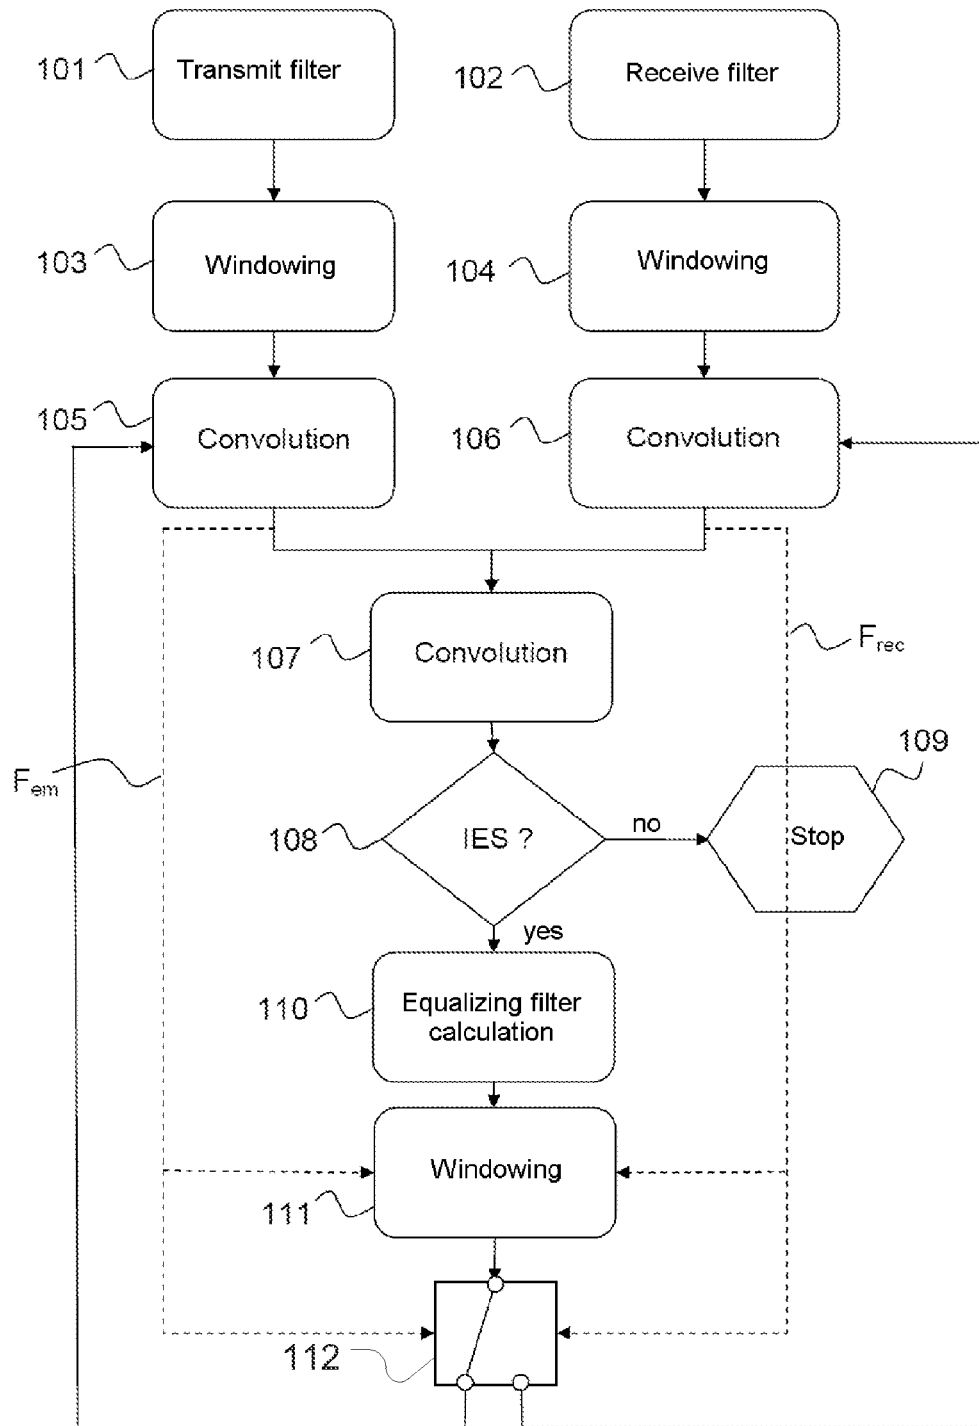 101
Transmit filter
102
Receive filter
103
Windowing
104
Windowing
105
Convolution
106
Convolution
107
Convolution
Frec
Fem
108
IES ?
no
109
Stop
yes
110
Equalizing filter
calculation
111
Windowing
112